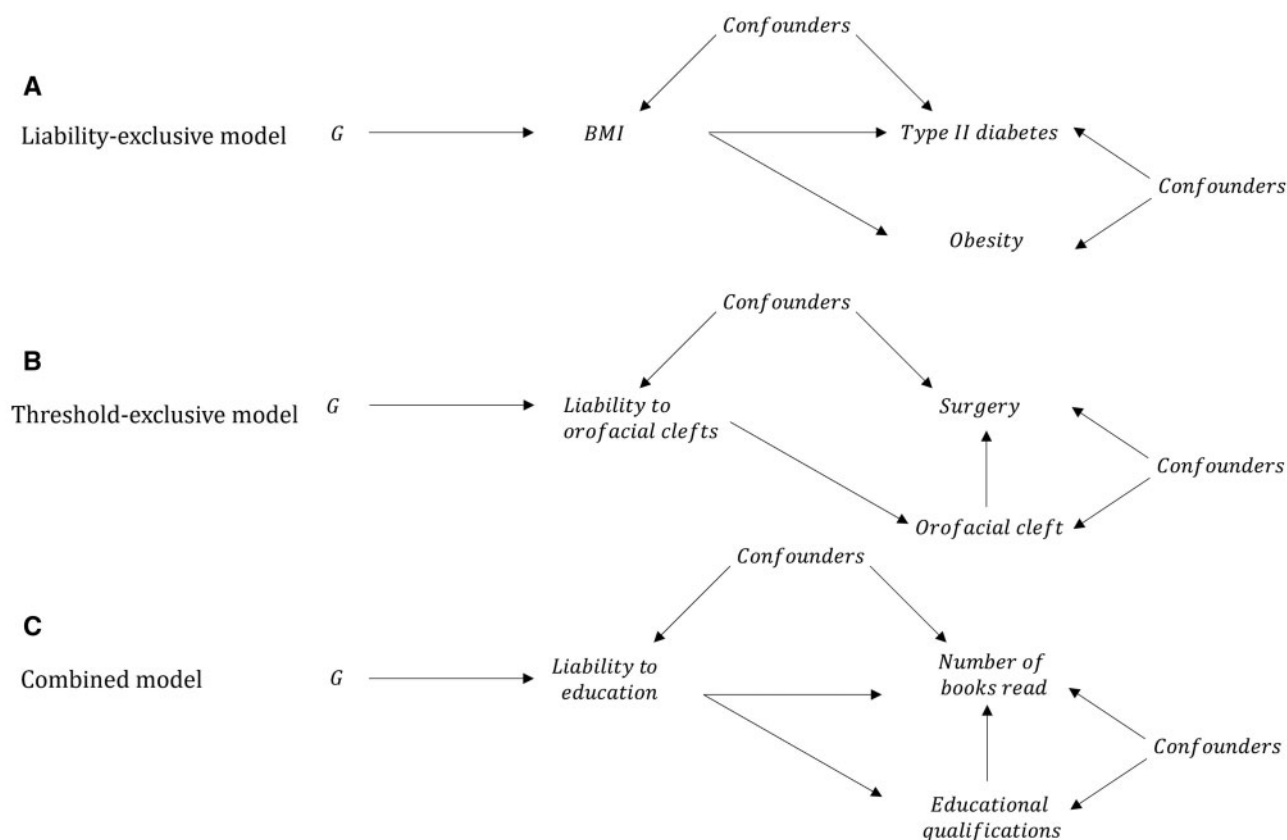 Confounders
A
Liability-exclusive model
G
BMI
Type II diabetes
Confounders
Obesity
Confounders
B
Threshold-exclusive model
G
Liability to
orofacial clefts
Surgery
Confounders
Orofacial cleft
Confounders
C
Combined model
G
Liability to
education
Number of
books read
Confounders
Educational
qualifications